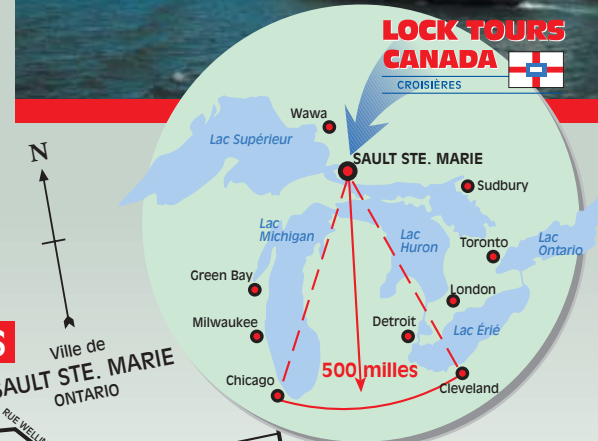 LOCK TOURS
CANADA
CROISIÈRES
Wawa
Lac Supérieur
SAULT STE. MARIE
Sudbury
Lac
Michigan
Lac
Huron
Toronto
Lac
Ontario
Green Bay
London
Milwaukee
Detroit
Lac Érié
500 milles
Chicago
Cleveland
N
S
Ville de
SAULT STE. MARIE
ONTARIO
RUE